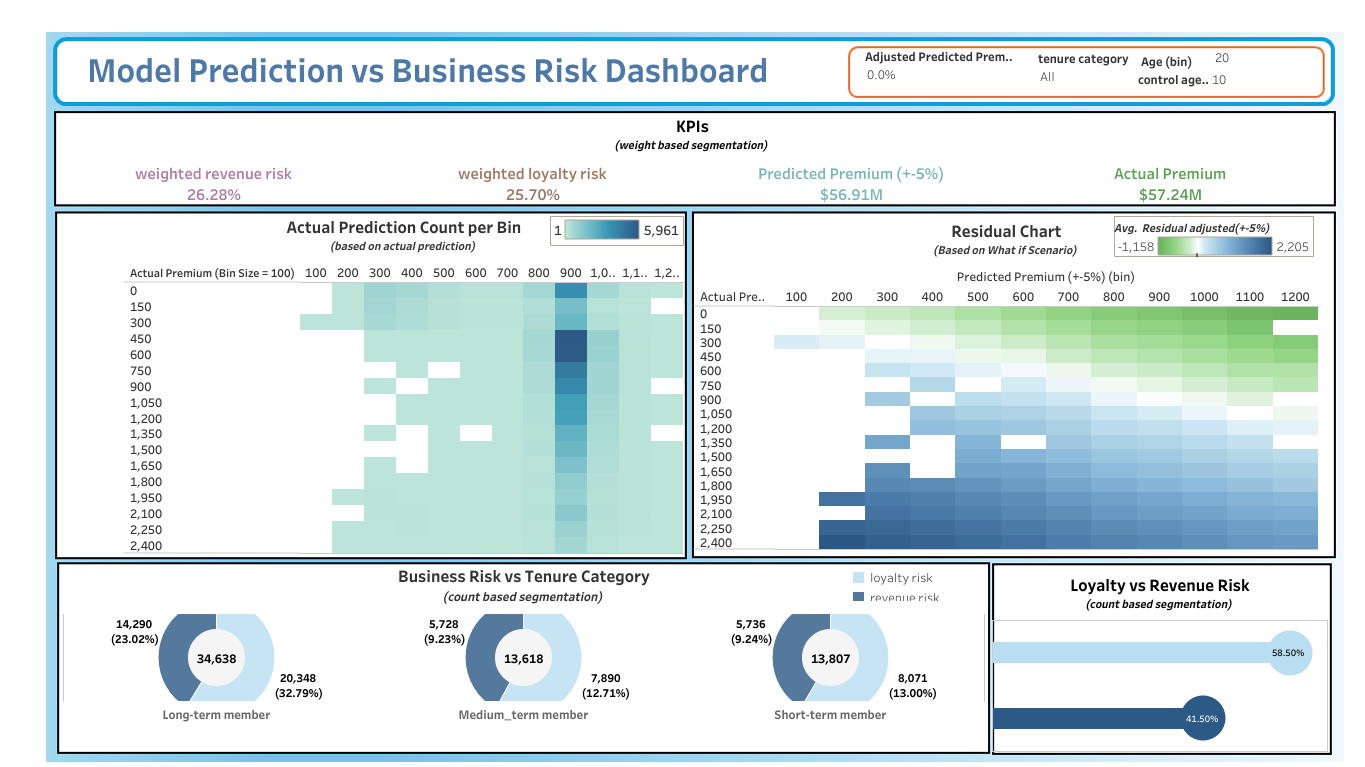 Model Prediction vs Business Risk Dashboard
Adjusted Predicted Prem..
0.0%
tenure category
All
Age (bin) 20
control age.. 10
KPIs
(weight based segmentation)
weighted revenue risk
26.28%
weighted loyalty risk
25.70%
Predicted Premium (+-5%)
$56.91M
Actual Premium
$57.24M
Actual Prediction Count per Bin
(based on actual prediction)
1 5,961
Actual Premium (Bin Size = 100) 100 200 300 400 500 600 700 800 900 1,0.. 1,1.. 1,2..
0
150
300
450
600
750
900
1,050
1,200
1,350
1,500
1,650
1,800
1,950
2,100
2,250
2,400
Residual Chart
(Based on What if Scenario)
Avg. Residual adjusted(+-5%)
-1,158 2,205
Predicted Premium (+-5%) (bin)
Actual Pre.. 100 200 300 400 500 600 700 800 900 1000 1100 1200
0
150
300
450
600
750
900
1,050
1,200
1,350
1,500
1,650
1,800
1,950
2,100
2,250
2,400
Business Risk vs Tenure Category
(count based segmentation)
loyalty risk
revenue risk
14,290
(23.02%)
34,638
20,348
(32.79%)
Long-term member
5,728
(9.23%)
13,618
7,890
(12.71%)
Medium_term member
5,736
(9.24%)
13,807
8,071
(13.00%)
Short-term member
Loyalty vs Revenue Risk
(count based segmentation)
58.50%
41.50%